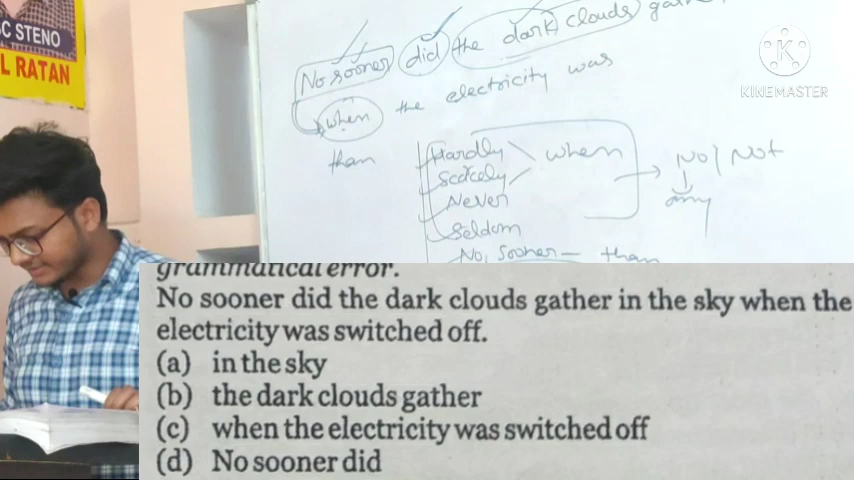 SC STENO
L RATAN
No sooner did the dark clouds gather
when the electricity was
than
Hardly when No/Not
Scarcely any
Never
Seldom
No, Sooner — than
KINEMASTER
grammatical error.
No sooner did the dark clouds gather in the sky when the
electricity was switched off.
(a) in the sky
(b) the dark clouds gather
(c) when the electricity was switched off
(d) No sooner did